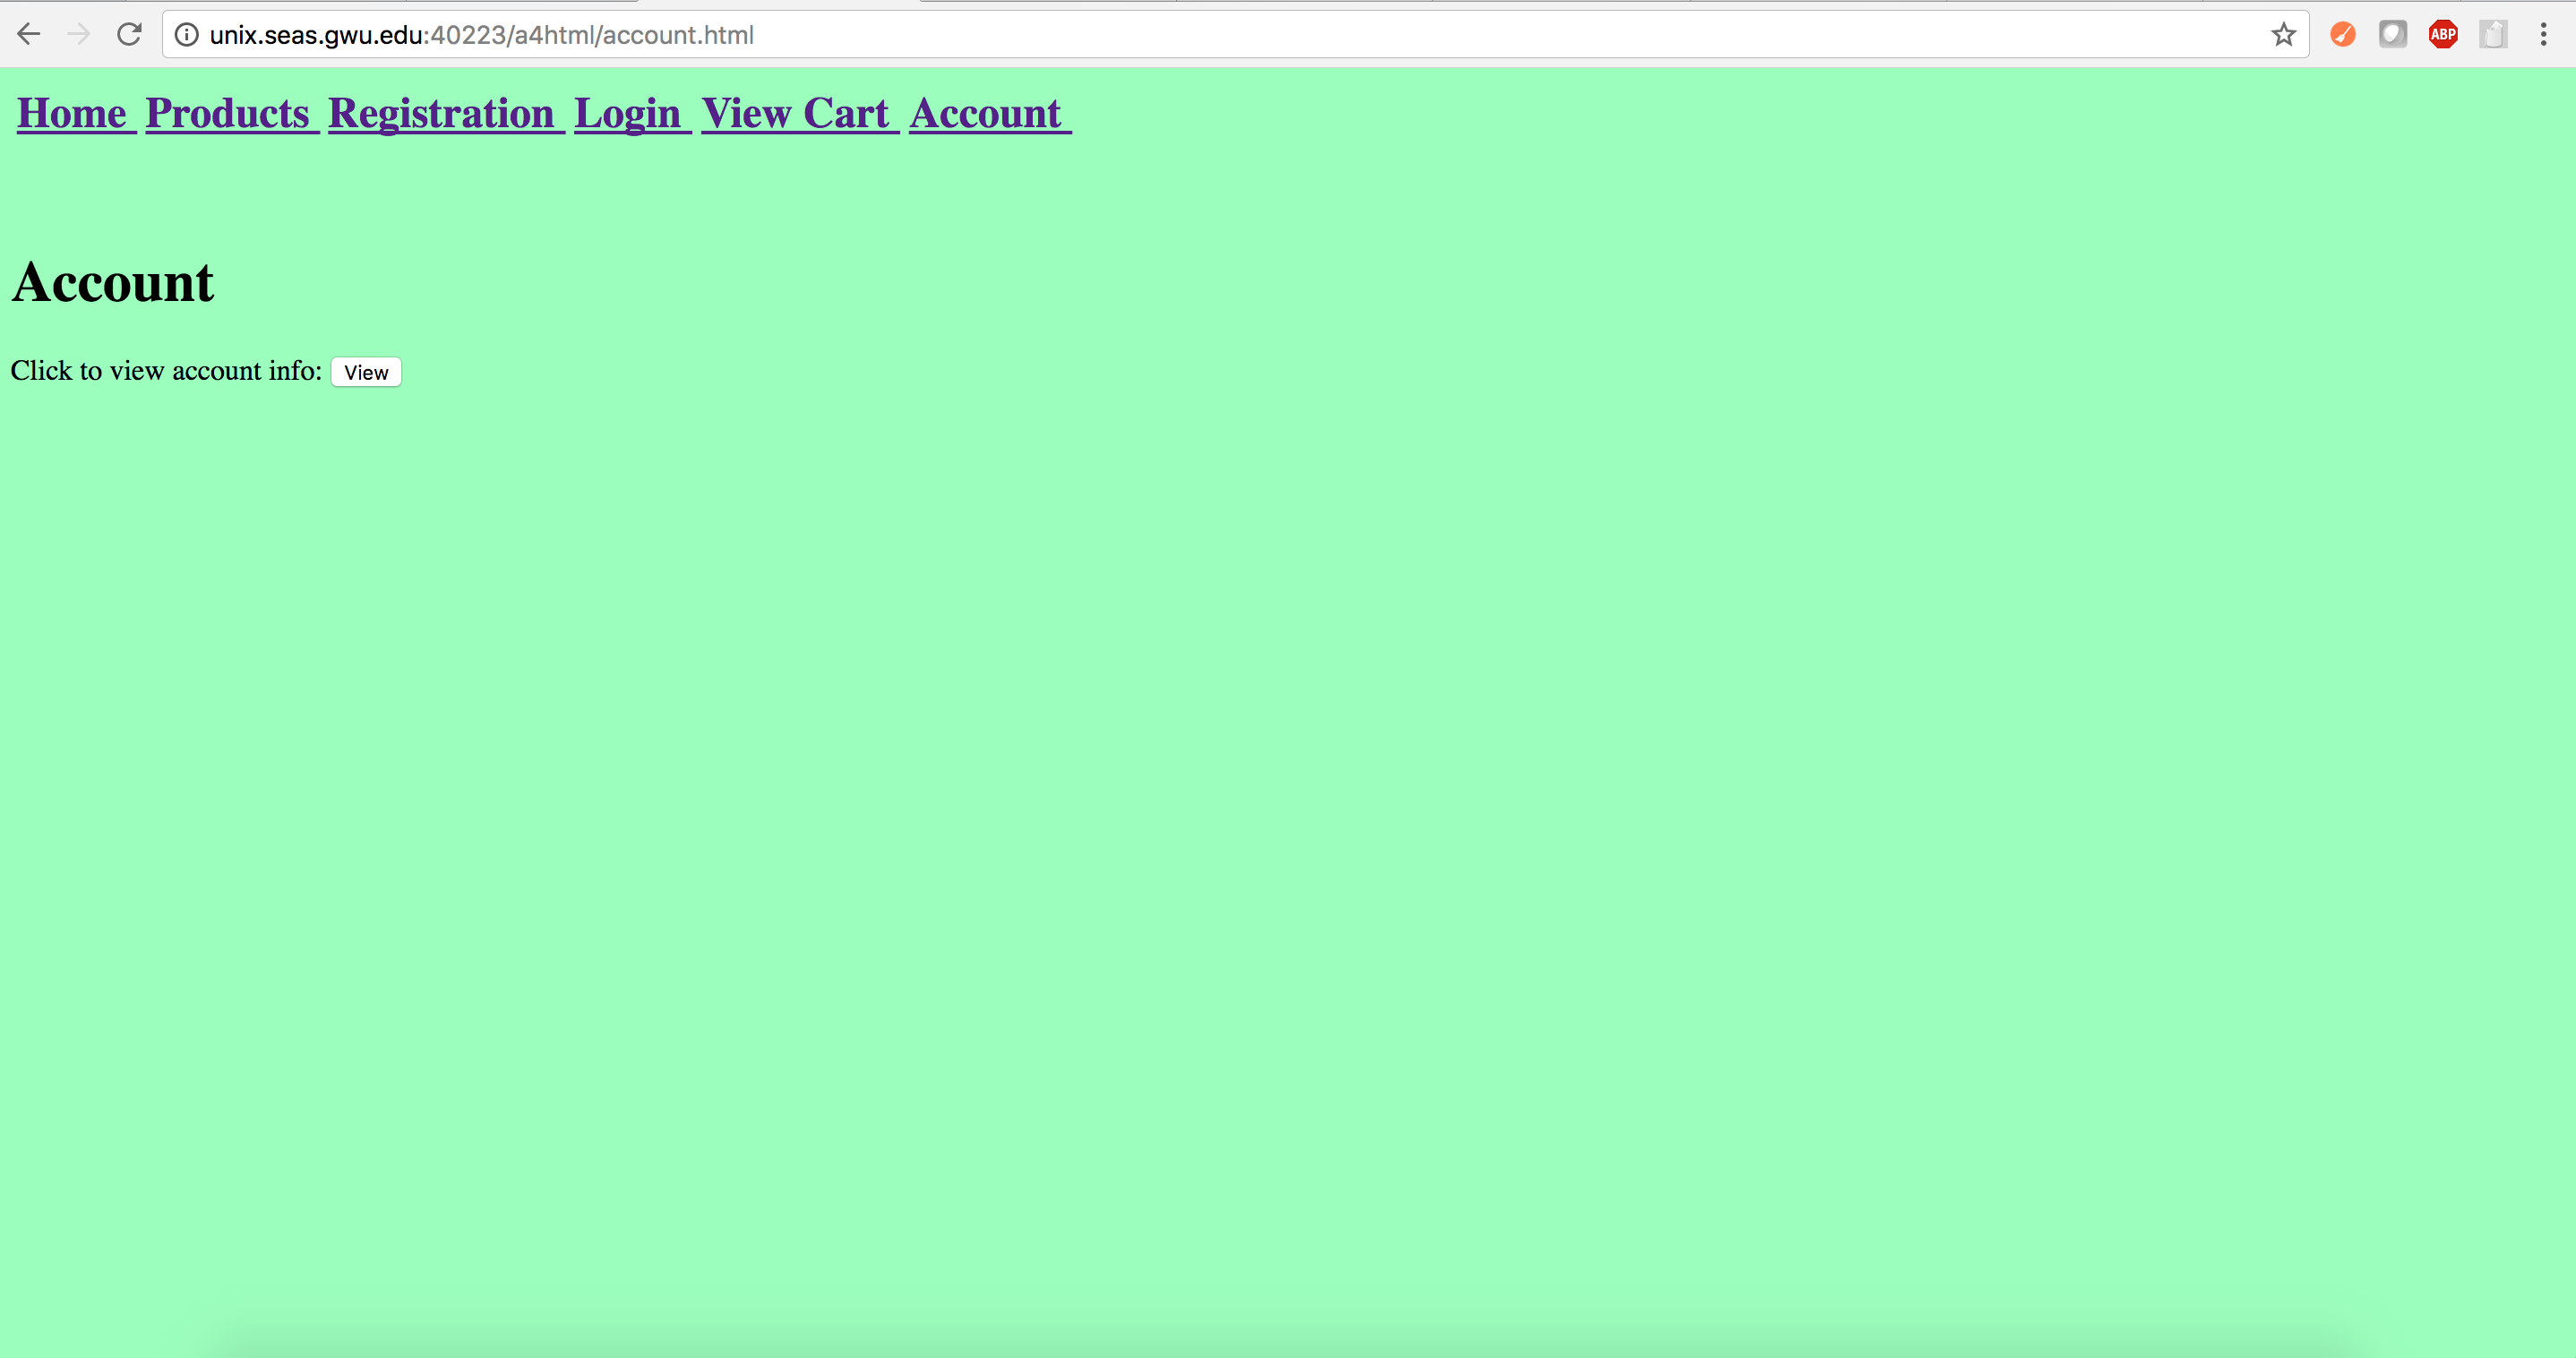 unix.seas.gwu.edu:40223/a4html/account.html
ABP
Home Products Registration Login View Cart Account
Account
Click to view account info: View